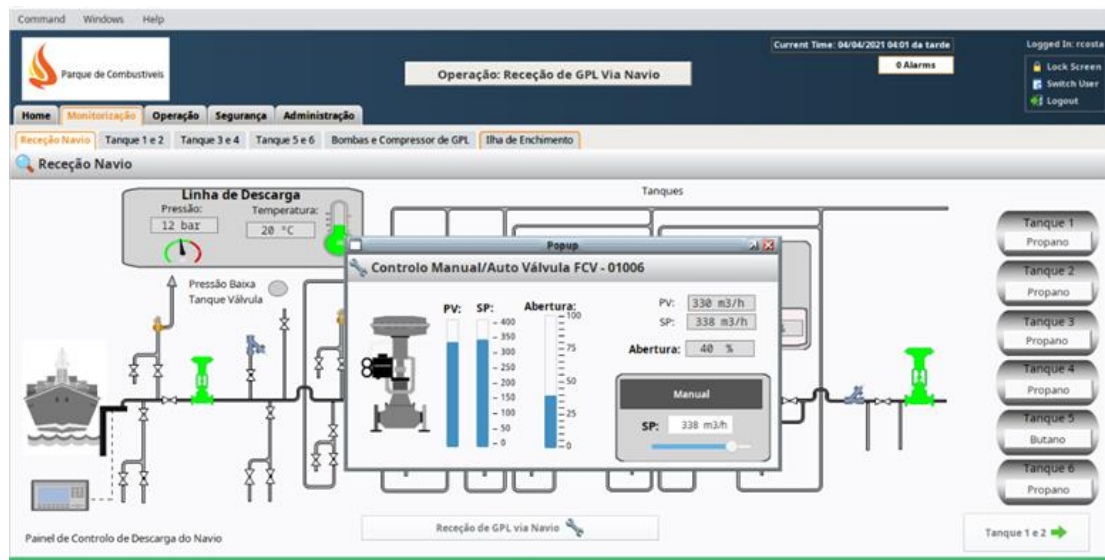 Command Windows Help
Parque de Combustíveis
Operação: Receção de GPL Via Navio
Current Time: 04/04/2021 04:01 da tarde
0 Alarms
Logged In: rcosta
Lock Screen
Switch User
Logout
Home Monitorização Operação Segurança Administração
Receção Navio Tanque 1 e 2 Tanque 3 e 4 Tanque 5 e 6 Bombas e Compressor de GPL Ilha de Enchimento
Receção Navio
Linha de Descarga
Pressão: Temperatura:
12 bar 20 °C
Pressão Baixa
Tanque Válvula
Tanques
Popup
Controlo Manual/Auto Válvula FCV - 01006
PV: SP: Abertura:
400
350
300
250
200
150
100
50
0
100
75
50
25
0
PV: 330 m3/h
SP: 338 m3/h
Abertura: 40 %
Manual
SP: 338 m3/h
%
Tanque 1
Propano
Tanque 2
Propano
Tanque 3
Propano
Tanque 4
Propano
Tanque 5
Butano
Tanque 6
Propano
Painel de Controlo de Descarga do Navio
Receção de GPL via Navio
Tanque 1 e 2